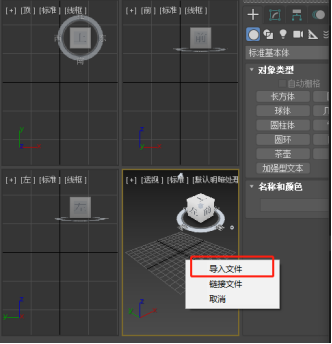 [+] [顶] [标准] [线框]
[+] [前] [标准] [线框]
上
前
标准基本体
对象类型
自动栅格
长方体
球体
圆柱体
圆环
茶壶
加强型文本
名称和颜色
[+] [左] [标准] [线框]
[+] [透视] [标准] [默认明暗处理
左
导入文件
链接文件
取消